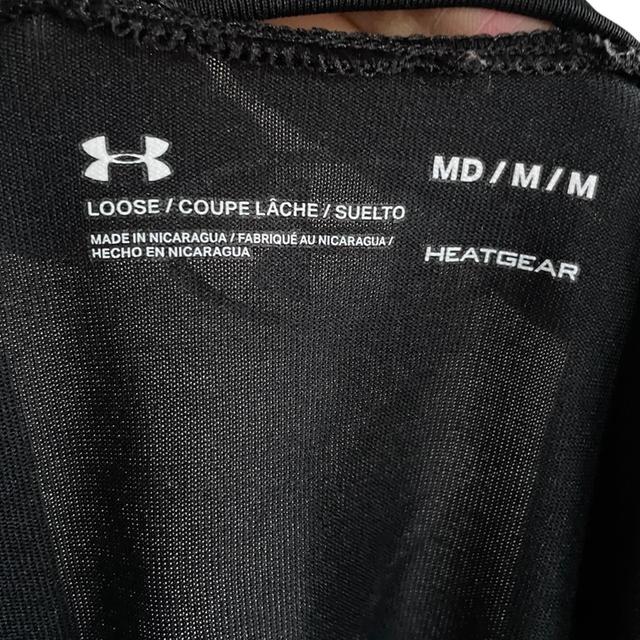 MD / M / M
LOOSE / COUPE LÂCHE / SUELTO
MADE IN NICARAGUA / FABRIQUÉ AU NICARAGUA /
HECHO EN NICARAGUA
HEATGEAR